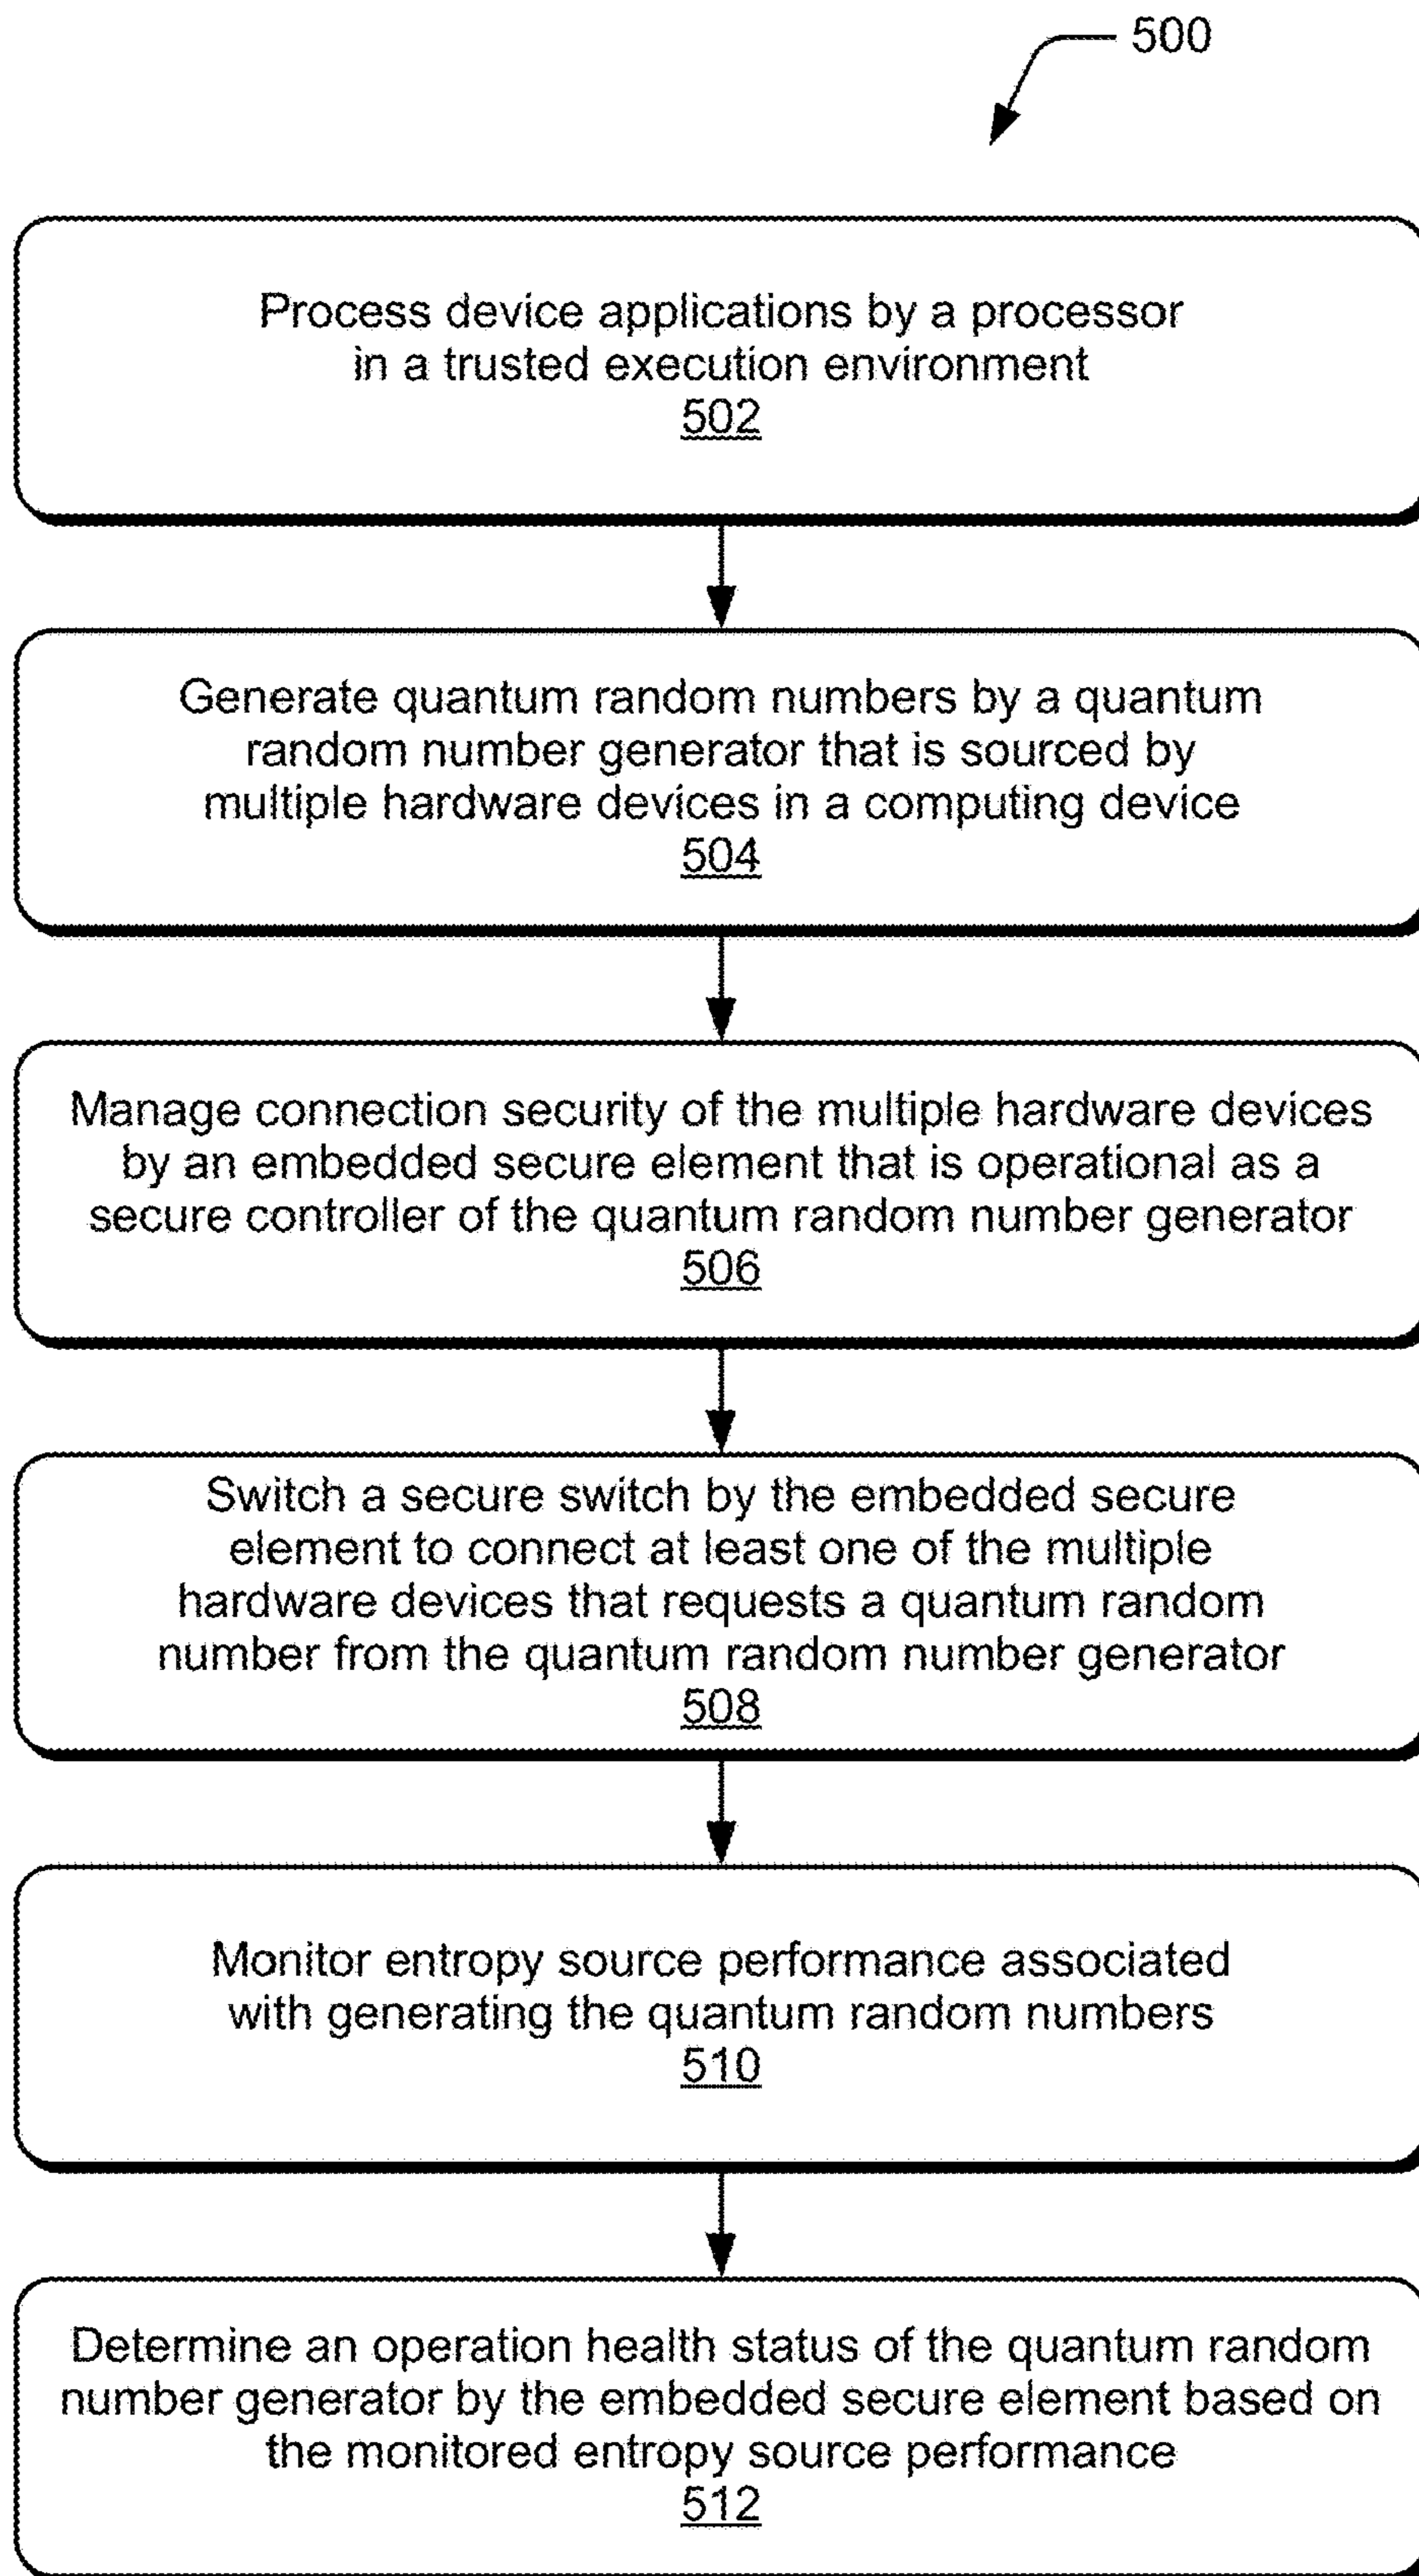 500
Process device applications by a processor
in a trusted execution environment
502
Generate quantum random numbers by a quantum
random number generator that is sourced by
multiple hardware devices in a computing device
504
Manage connection security of the multiple hardware devices
by an embedded secure element that is operational as a
secure controller of the quantum random number generator
506
Switch a secure switch by the embedded secure
element to connect at least one of the multiple
hardware devices that requests a quantum random
number from the quantum random number generator
508
Monitor entropy source performance associated
with generating the quantum random numbers
510
Determine an operation health status of the quantum random
number generator by the embedded secure element based on
the monitored entropy source performance
512